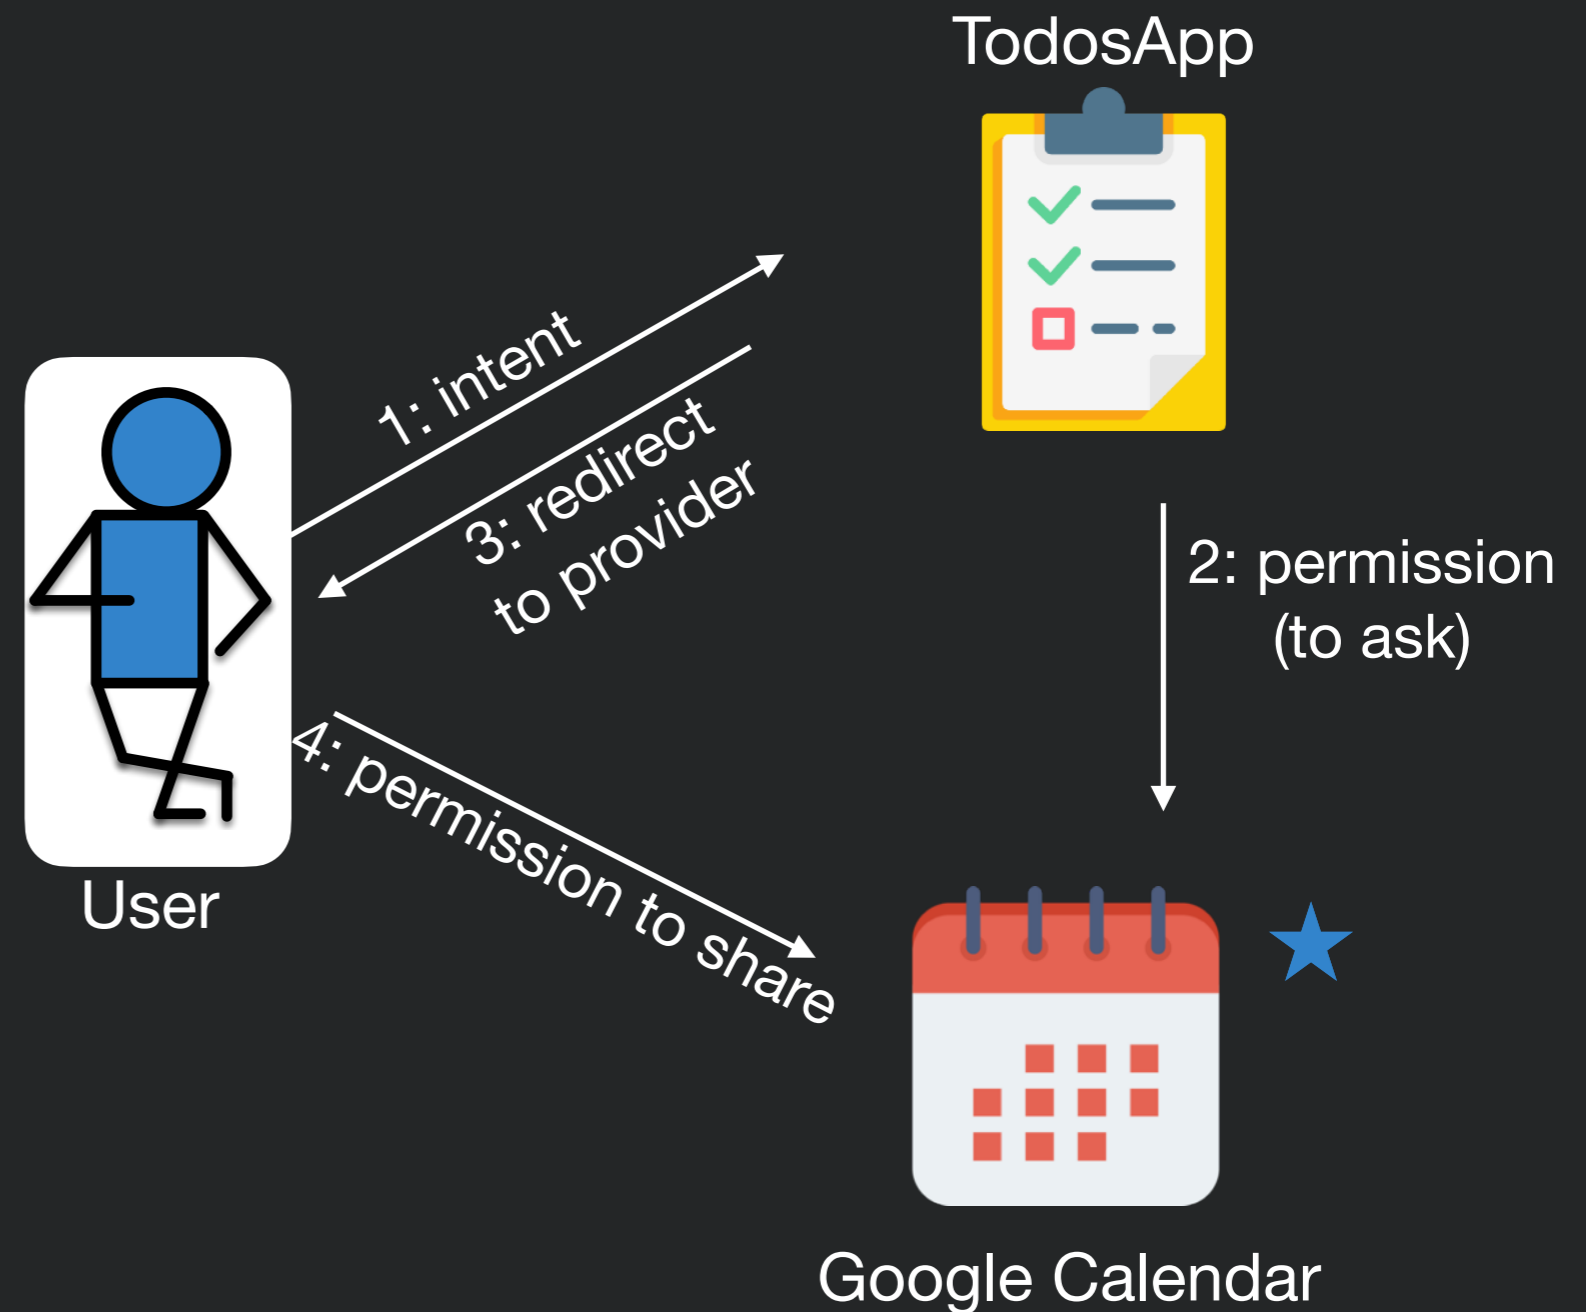 TodosApp
1: intent
3: redirect
to provider
2: permission
(to ask)
4: permission to share
User
Google Calendar